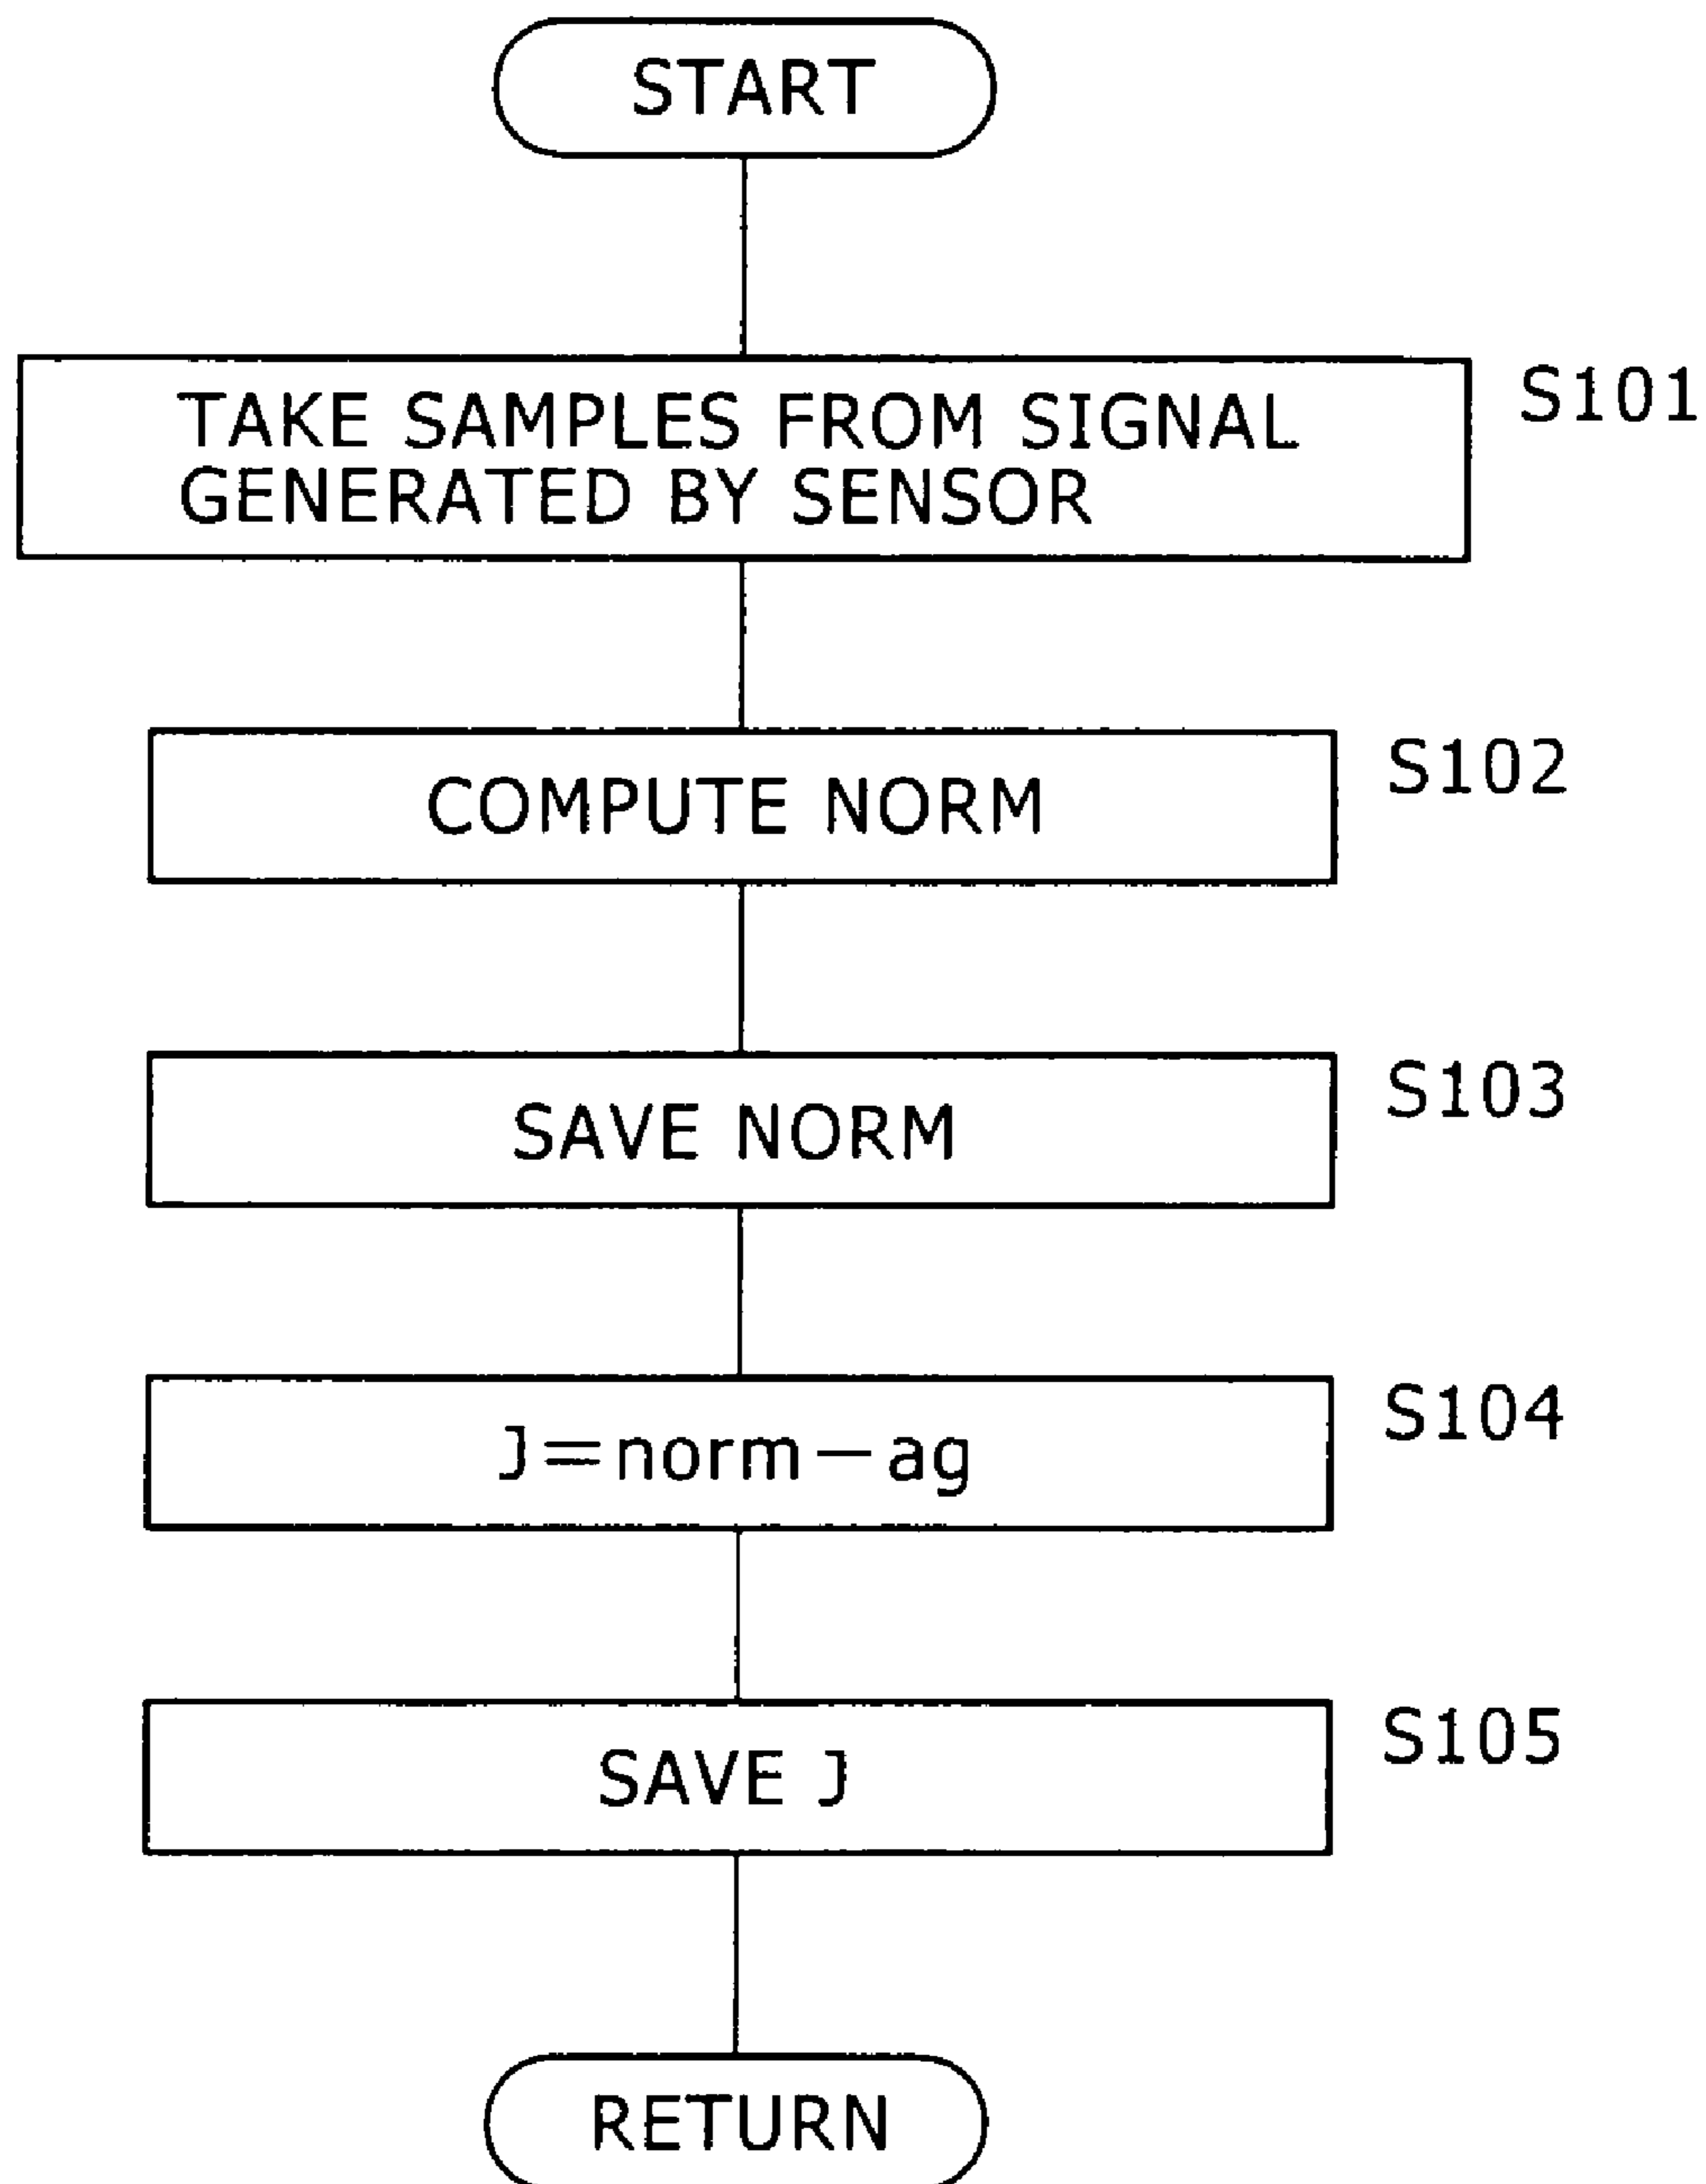 START
TAKE SAMPLES FROM SIGNAL
GENERATED BY SENSOR
S101
COMPUTE NORM
S102
SAVE NORM
S103
J=norm-ag
S104
SAVE J
S105
RETURN